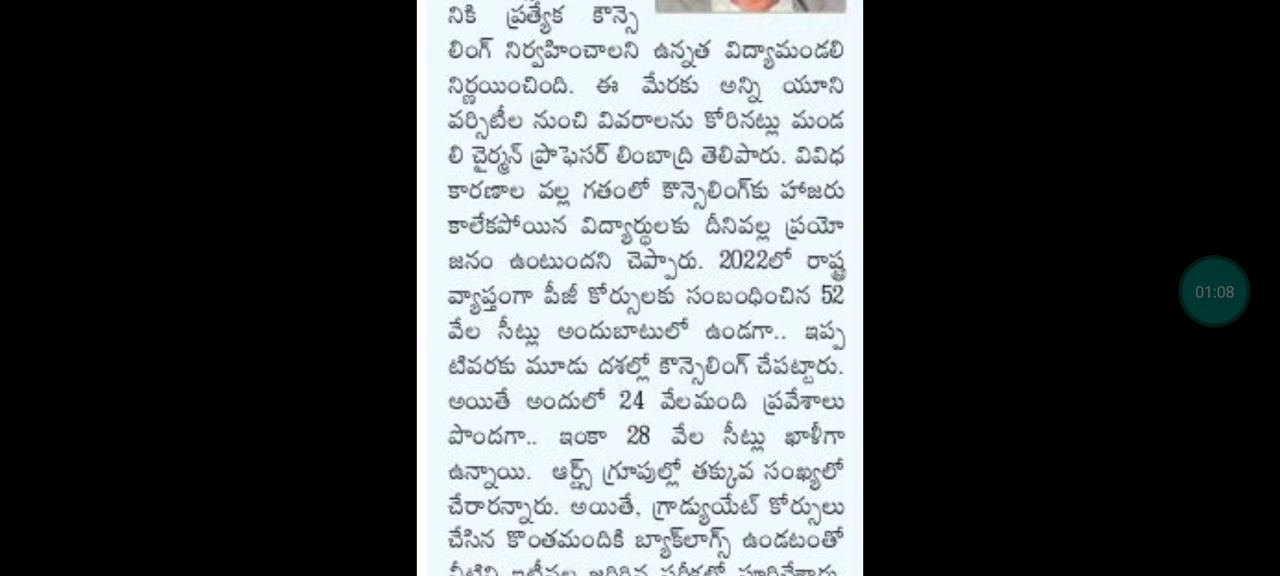 నికి ప్రత్యేక కౌన్సె
లింగ్ నిర్వహించాలని ఉన్నత విద్యామండలి
నిర్ణయించింది. ఈ మేరకు అన్ని యూని
వర్సిటీల నుంచి వివరాలను కోరినట్లు మండ
లి చైర్మన్ ప్రొఫెసర్ లింబాద్రి తెలిపారు. వివిధ
కారణాల వల్ల గతంలో కౌన్సెలింగ్‌కు హాజరు
కాలేకపోయిన విద్యార్థులకు దీనివల్ల ప్రయో
జనం ఉంటుందని చెప్పారు. 2022లో రాష్ట్ర
వ్యాప్తంగా పీజీ కోర్సులకు సంబంధించిన 52
వేల సీట్లు అందుబాటులో ఉండగా.. ఇప్ప
టివరకు మూడు దశల్లో కౌన్సెలింగ్ చేపట్టారు.
అయితే అందులో 24 వేలమంది ప్రవేశాలు
పొందగా.. ఇంకా 28 వేల సీట్లు ఖాళీగా
ఉన్నాయి. ఆర్ట్స్ గ్రూపుల్లో తక్కువ సంఖ్యలో
చేరారన్నారు. అయితే, గ్రాడ్యుయేట్ కోర్సులు
చేసిన కొంతమందికి బ్యాక్‌లాగ్స్ ఉండటంతో
01:08